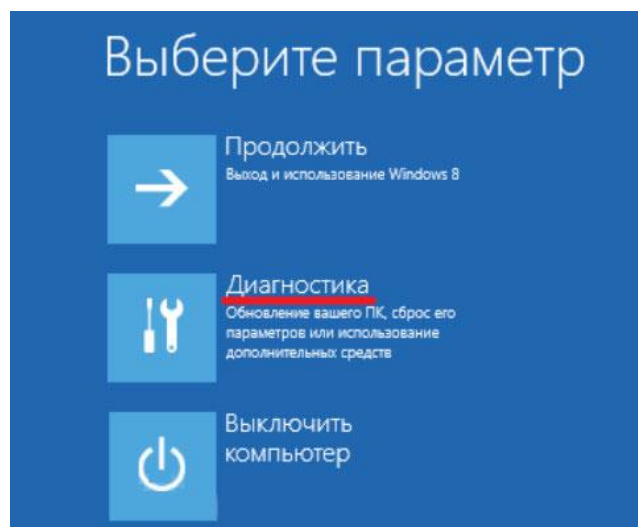 Выберите параметр
Продолжить
Выход и использование Windows 8
Диагностика
Обновление вашего ПК, сброс его
параметров или использование
дополнительных средств
Выключить
компьютер